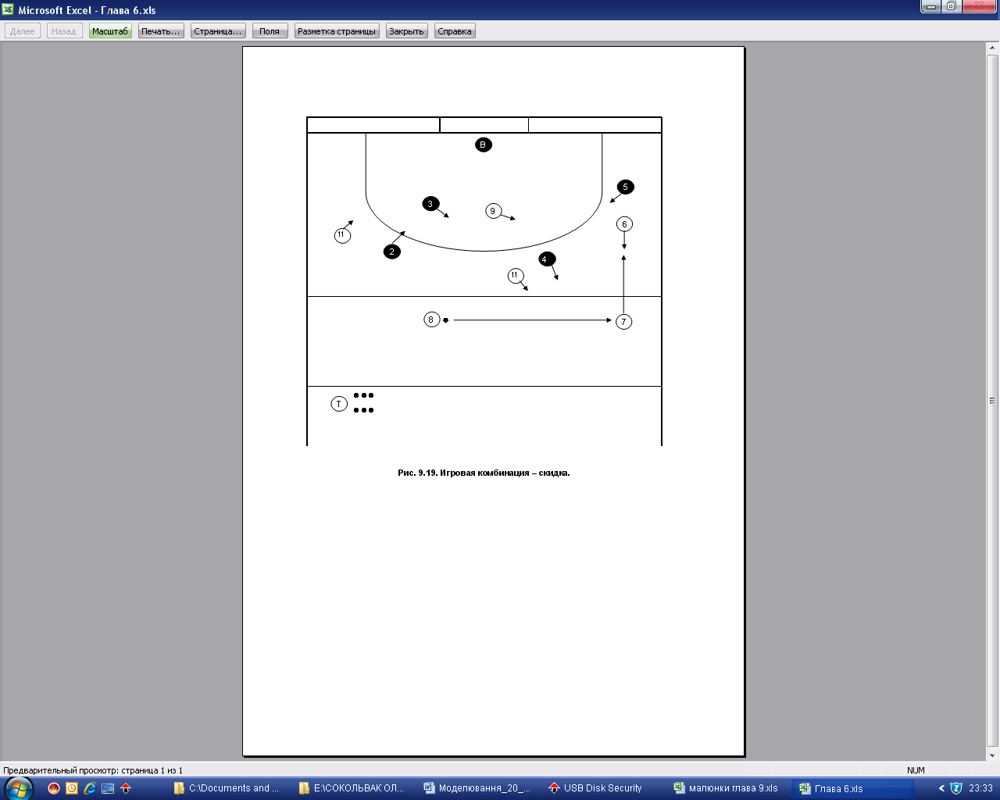 Microsoft Excel - Глава 6.xls
Далее Назад Масштаб Печать... Страница... Поля Разметка страницы Закрыть Справка
В
5
3
9
6
11
2
4
11
8
7
Т
Рис. 9.19. Игровая комбинация – скидка.
Предварительный просмотр: страница 1 из 1
NUM
C:\Documents and ...
E:\СОКОЛЬВАК ОЛ...
Моделювання_20_...
USB Disk Security
малюнки глава 9.xls
Глава 6.xls
23:33